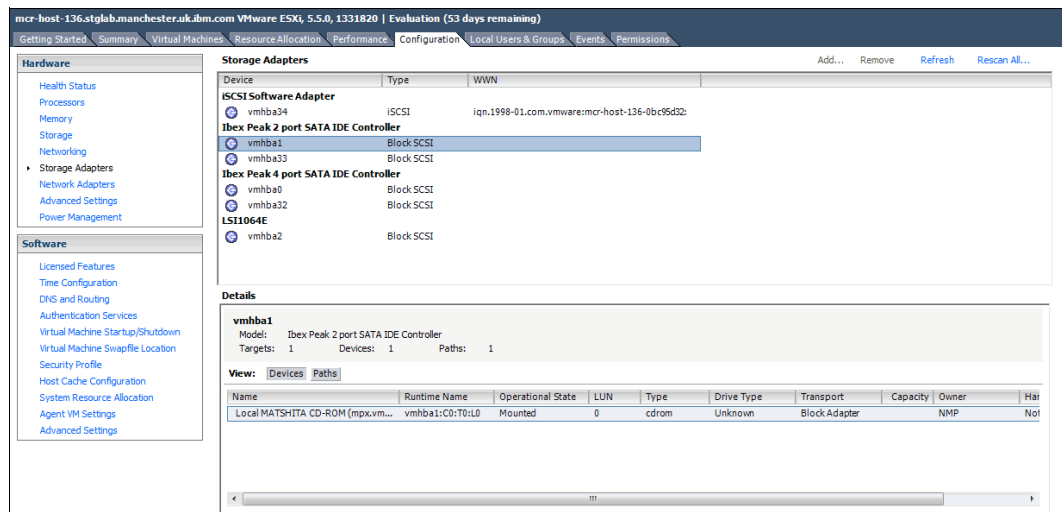 mcr-host-136.stglab.manchester.uk.ibm.com VMware ESXi, 5.5.0, 1331820 | Evaluation (53 days remaining)
Getting Started Summary Virtual Machines Resource Allocation Performance Configuration Local Users & Groups Events Permissions
Hardware
Health Status
Processors
Memory
Storage
Networking
Storage Adapters
Network Adapters
Advanced Settings
Power Management
Software
Licensed Features
Time Configuration
DNS and Routing
Authentication Services
Virtual Machine Startup/Shutdown
Virtual Machine Swapfile Location
Security Profile
Host Cache Configuration
System Resource Allocation
Agent VM Settings
Advanced Settings
Storage Adapters Add... Remove Refresh Rescan All...
Device Type WWN
iSCSI Software Adapter
vmhba34 iSCSI iqn.1998-01.com.vmware:mcr-host-136-0bc95d32:
Ibex Peak 2 port SATA IDE Controller
vmhba1 Block SCSI
vmhba33 Block SCSI
Ibex Peak 4 port SATA IDE Controller
vmhba0 Block SCSI
vmhba32 Block SCSI
LSI1064E
vmhba2 Block SCSI
Details
vmhba1
Model: Ibex Peak 2 port SATA IDE Controller
Targets: 1 Devices: 1 Paths: 1
View: Devices Paths
Name Runtime Name Operational State LUN Type Drive Type Transport Capacity Owner Har
Local MATSHITA CD-ROM (mpx.vm... vmhba1:C0:T0:L0 Mounted 0 cdrom Unknown Block Adapter NMP Not